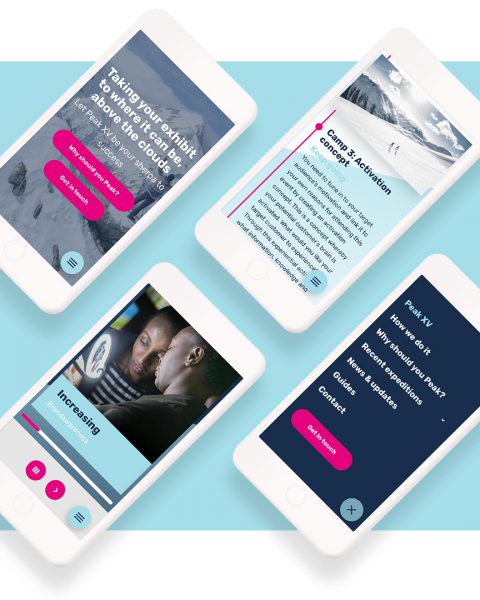 Taking your exhibit
to where it can be,
above the clouds
Let Peak XV be your sherpa to
success
Why should you Peak?
Get in touch
Camp 3: Activation
concept
You need to tune in to your target
audience's motivation and link it to
your own reasons for attending this
event by creating an activation
concept. This is a concept whereby
your potential customer's brain is
activated: what would you like your
target customer to experience?
Through this experiential activation
what information, knowledge and
Increasing
Brandawareness
Peak XV
How we do it
Why should you Peak?
Recent expeditions
News & updates
Guides
Contact
Get in touch